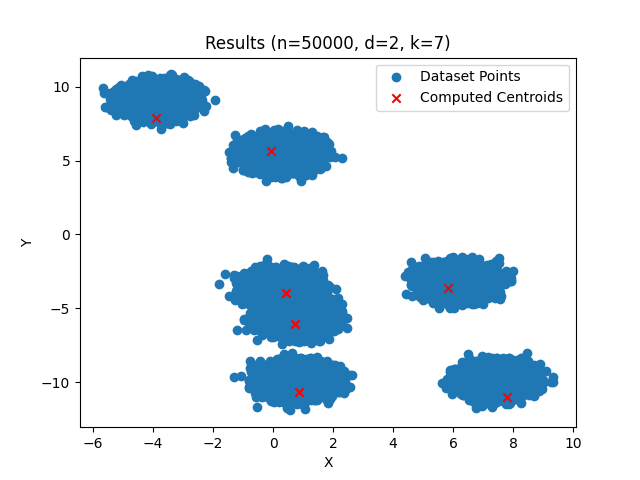 Results (n=50000, d=2, k=7)
Dataset Points
Computed Centroids
10
5
0
−5
−10
Y
−6
−4
−2
0
2
4
6
8
10
X